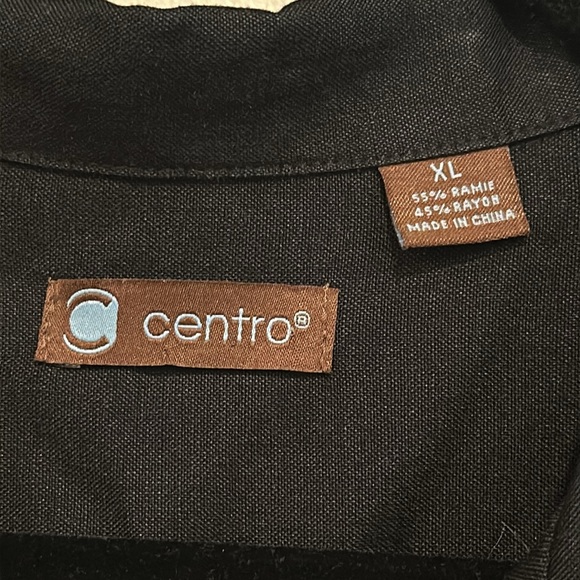 XL
55% RAMIE
45% RAYON
MADE IN CHINA
centro®